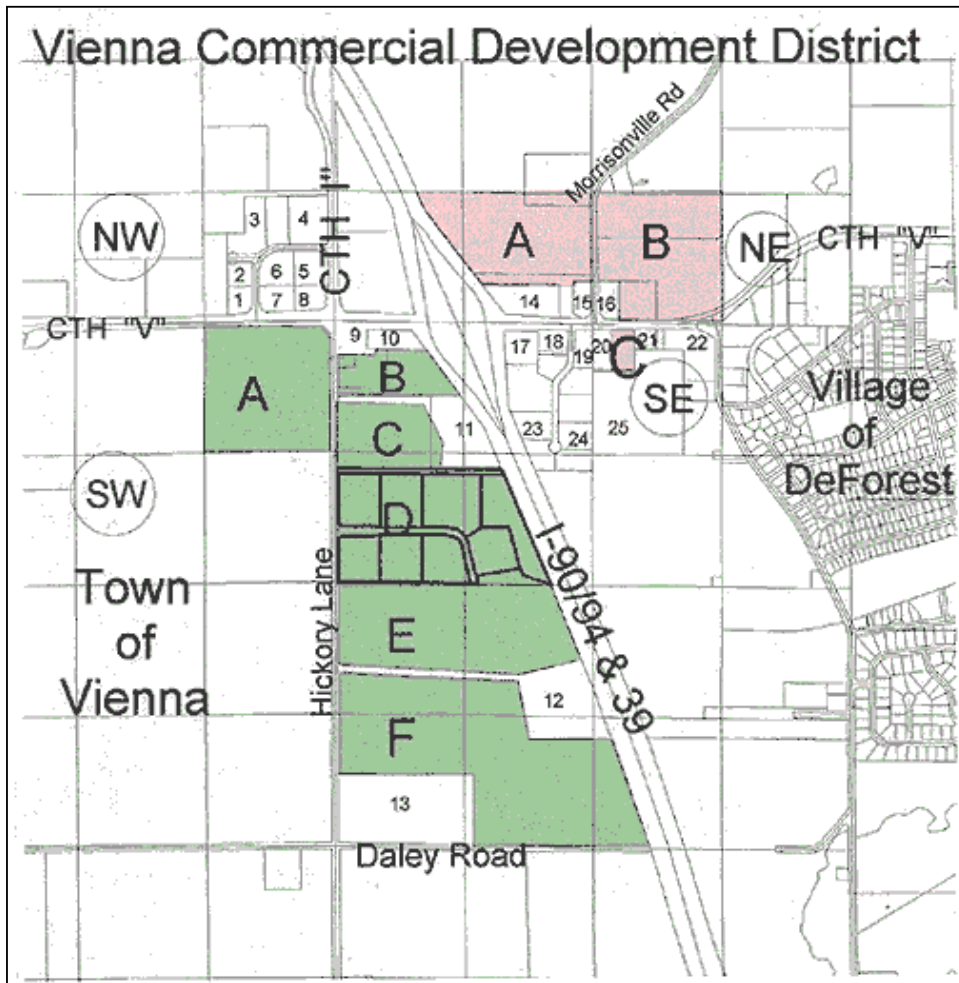 Vienna Commercial Development District
Morrisonville Rd
CTH I"
NW
3
4
A
B
NE
CTH "V"
2
6
5
1
7
8
14
15
16
CTH "V"
9
10
17
18
19
20
21
22
C
A
B
SE
Village
of
DeForest
C
11
23
24
25
SW
D
I-90/94 & 39
Town
of
Vienna
Hickory Lane
E
12
F
13
Daley Road